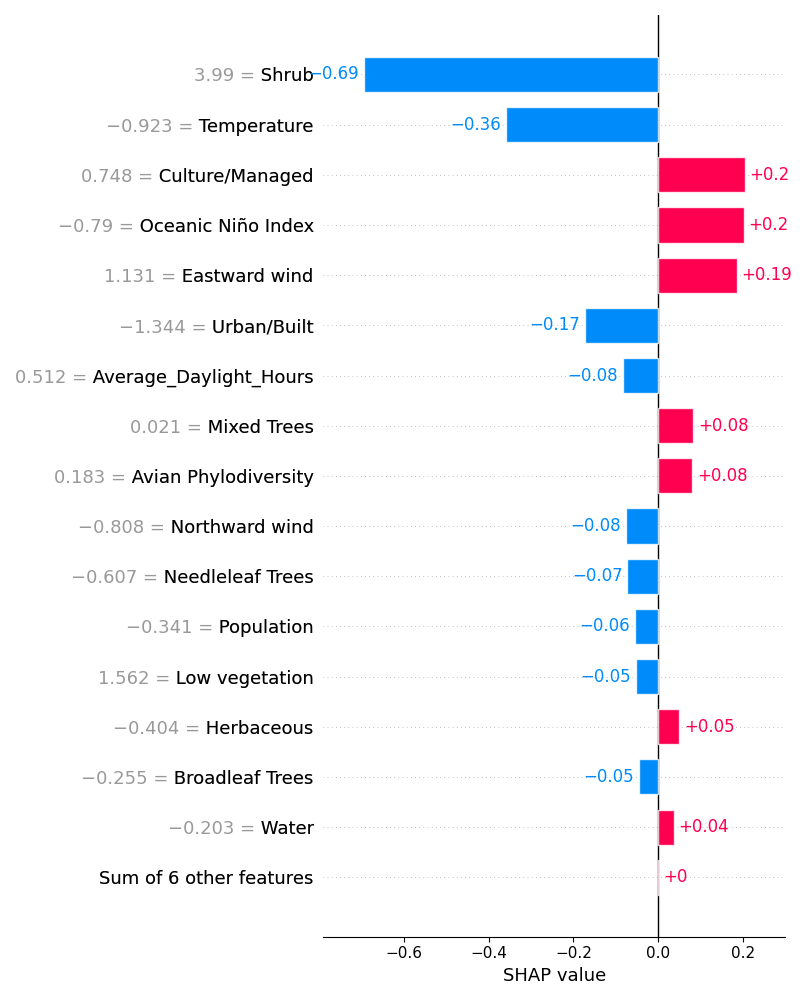 3.99 = Shrub −0.69
−0.923 = Temperature −0.36
0.748 = Culture/Managed +0.2
−0.79 = Oceanic Niño Index +0.2
1.131 = Eastward wind +0.19
−1.344 = Urban/Built −0.17
0.512 = Average_Daylight_Hours −0.08
0.021 = Mixed Trees +0.08
0.183 = Avian Phylodiversity +0.08
−0.808 = Northward wind −0.08
−0.607 = Needleleaf Trees −0.07
−0.341 = Population −0.06
1.562 = Low vegetation −0.05
−0.404 = Herbaceous +0.05
−0.255 = Broadleaf Trees −0.05
−0.203 = Water +0.04
Sum of 6 other features +0
−0.6 −0.4 −0.2 0.0 0.2
SHAP value